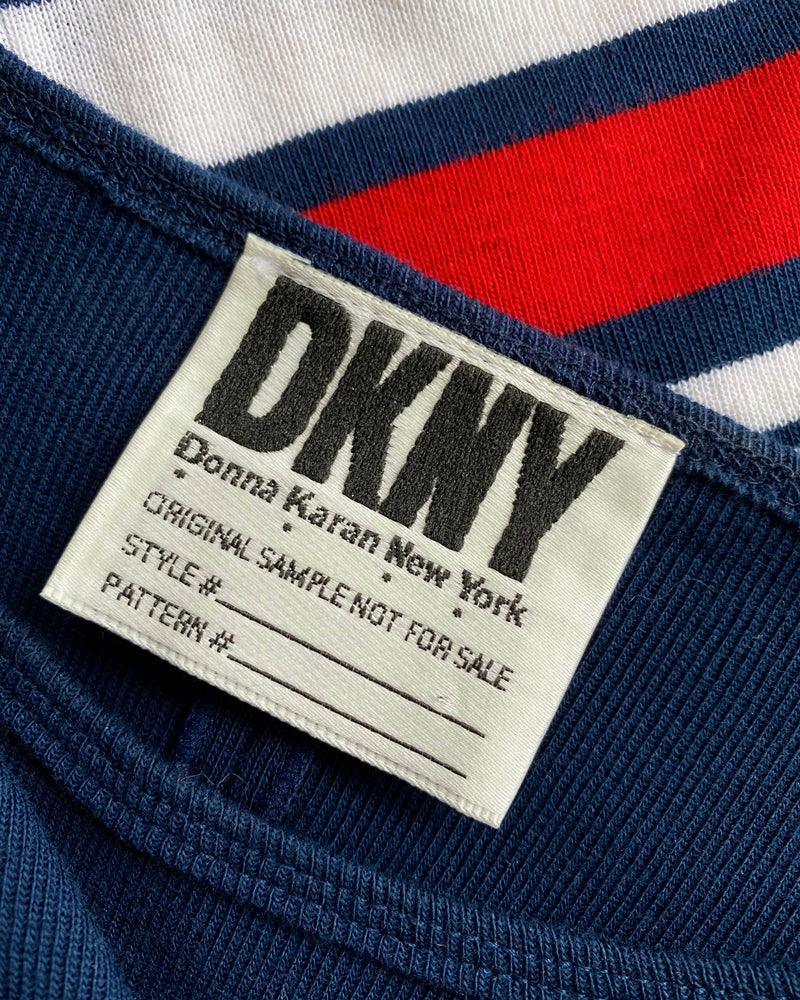 DKNY
Donna Karan New York
ORIGINAL SAMPLE NOT FOR SALE
STYLE #
PATTERN #